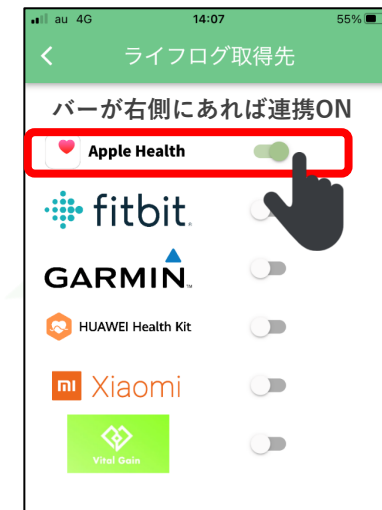 au 4G 14:07 55%
ライフログ取得先
バーが右側にあれば連携ON
Apple Health
fitbit
GARMIN
HUAWEI Health Kit
mi Xiaomi
Vital Gain